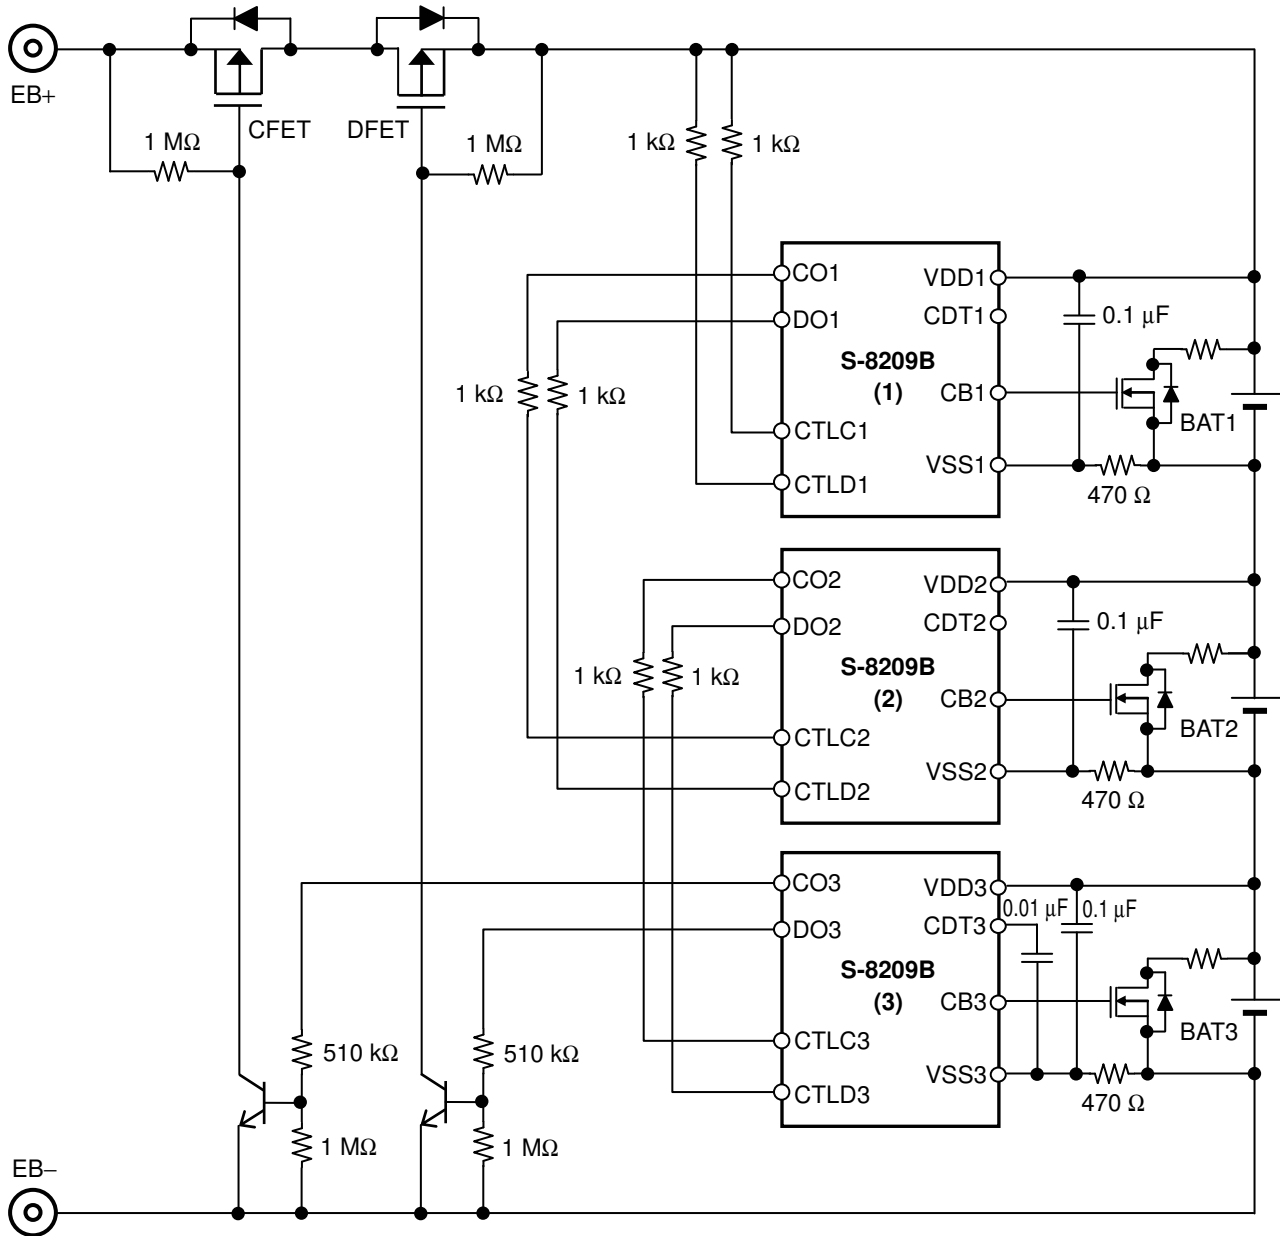 EB+
CFET
DFET
1 MΩ
1 MΩ
1 kΩ
1 kΩ
CO1
DO1
S-8209B
(1)
CTLC1
CTLD1
VDD1
CDT1
CB1
VSS1
0.1 μF
BAT1
470 Ω
1 kΩ
1 kΩ
CO2
DO2
S-8209B
(2)
CTLC2
CTLD2
VDD2
CDT2
CB2
VSS2
0.1 μF
BAT2
470 Ω
1 kΩ
1 kΩ
CO3
DO3
S-8209B
(3)
CTLC3
CTLD3
VDD3
CDT3
CB3
VSS3
0.01 μF
0.1 μF
BAT3
470 Ω
510 kΩ
510 kΩ
1 MΩ
1 MΩ
EB−